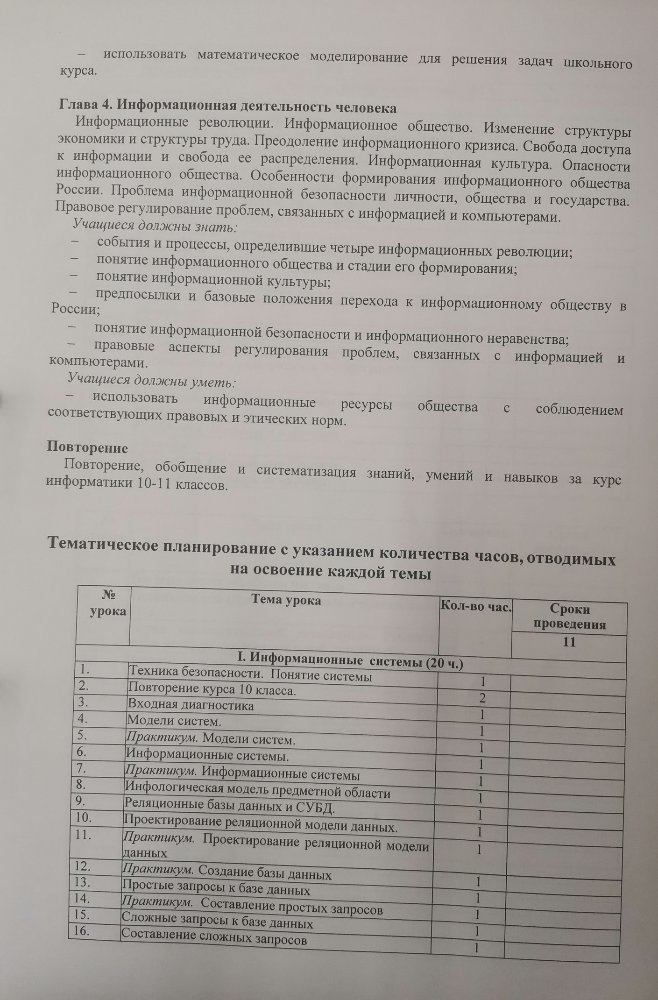 – использовать математическое моделирование для решения задач школьного
курса.
Глава 4. Информационная деятельность человека
Информационные революции. Информационное общество. Изменение структуры
экономики и структуры труда. Преодоление информационного кризиса. Свобода доступа
к информации и свобода ее распределения. Информационная культура. Опасности
информационного общества. Особенности формирования информационного общества
России. Проблема информационной безопасности личности, общества и государства.
Правовое регулирование проблем, связанных с информацией и компьютерами.
Учащиеся должны знать:
– события и процессы, определившие четыре информационных революции;
– понятие информационного общества и стадии его формирования;
– понятие информационной культуры;
– предпосылки и базовые положения перехода к информационному обществу в
России;
– понятие информационной безопасности и информационного неравенства;
– правовые аспекты регулирования проблем, связанных с информацией и
компьютерами.
Учащиеся должны уметь:
– использовать информационные ресурсы общества с соблюдением
соответствующих правовых и этических норм.
Повторение
Повторение, обобщение и систематизация знаний, умений и навыков за курс
информатики 10-11 классов.
Тематическое планирование с указанием количества часов, отводимых
на освоение каждой темы
№ урока Тема урока Кол-во час. Сроки проведения
11
I. Информационные системы (20 ч.)
1. Техника безопасности. Понятие системы 1
2. Повторение курса 10 класса. 2
3. Входная диагностика 1
4. Модели систем. 1
5. Практикум. Модели систем. 1
6. Информационные системы. 1
7. Практикум. Информационные системы 1
8. Инфологическая модель предметной области 1
9. Реляционные базы данных и СУБД. 1
10. Проектирование реляционной модели данных. 1
11. Практикум. Проектирование реляционной модели 1
данных
12. Практикум. Создание базы данных 1
13. Простые запросы к базе данных 1
14. Практикум. Составление простых запросов 1
15. Сложные запросы к базе данных 1
16. Составление сложных запросов 1